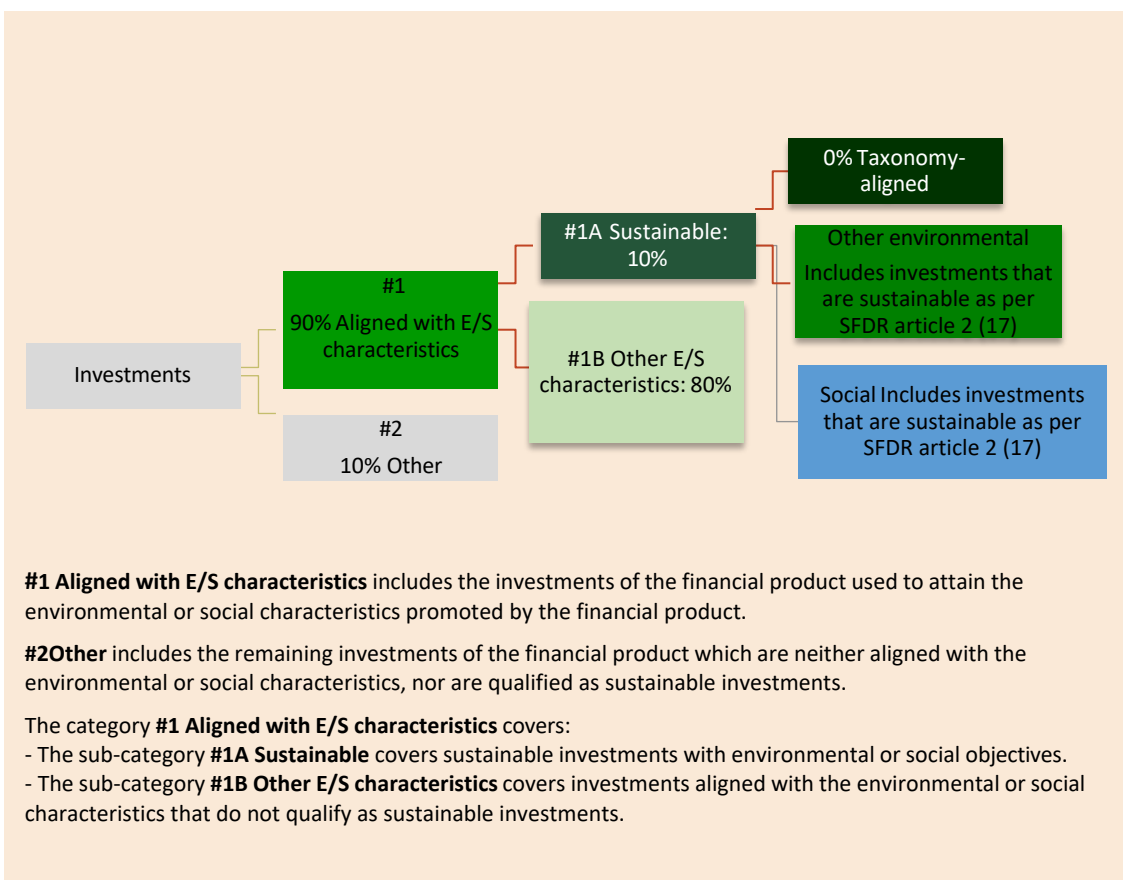 0% Taxonomy-
aligned
#1A Sustainable:
10%
Other environmental
Includes investments that
are sustainable as per
SFDR article 2 (17)
#1
90% Aligned with E/S
characteristics
#1B Other E/S
characteristics: 80%
Investments
Social Includes investments
that are sustainable as per
SFDR article 2 (17)
#2
10% Other
#1 Aligned with E/S characteristics includes the investments of the financial product used to attain the
environmental or social characteristics promoted by the financial product.
#2Other includes the remaining investments of the financial product which are neither aligned with the
environmental or social characteristics, nor are qualified as sustainable investments.
The category #1 Aligned with E/S characteristics covers:
- The sub-category #1A Sustainable covers sustainable investments with environmental or social objectives.
- The sub-category #1B Other E/S characteristics covers investments aligned with the environmental or social
characteristics that do not qualify as sustainable investments.